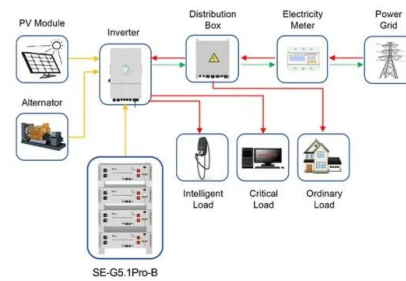 PV Module
Inverter
Distribution
Box
Electricity
Meter
Power
Grid
Alternator
Intelligent
Load
Critical
Load
Ordinary
Load
SE-G5.1Pro-B